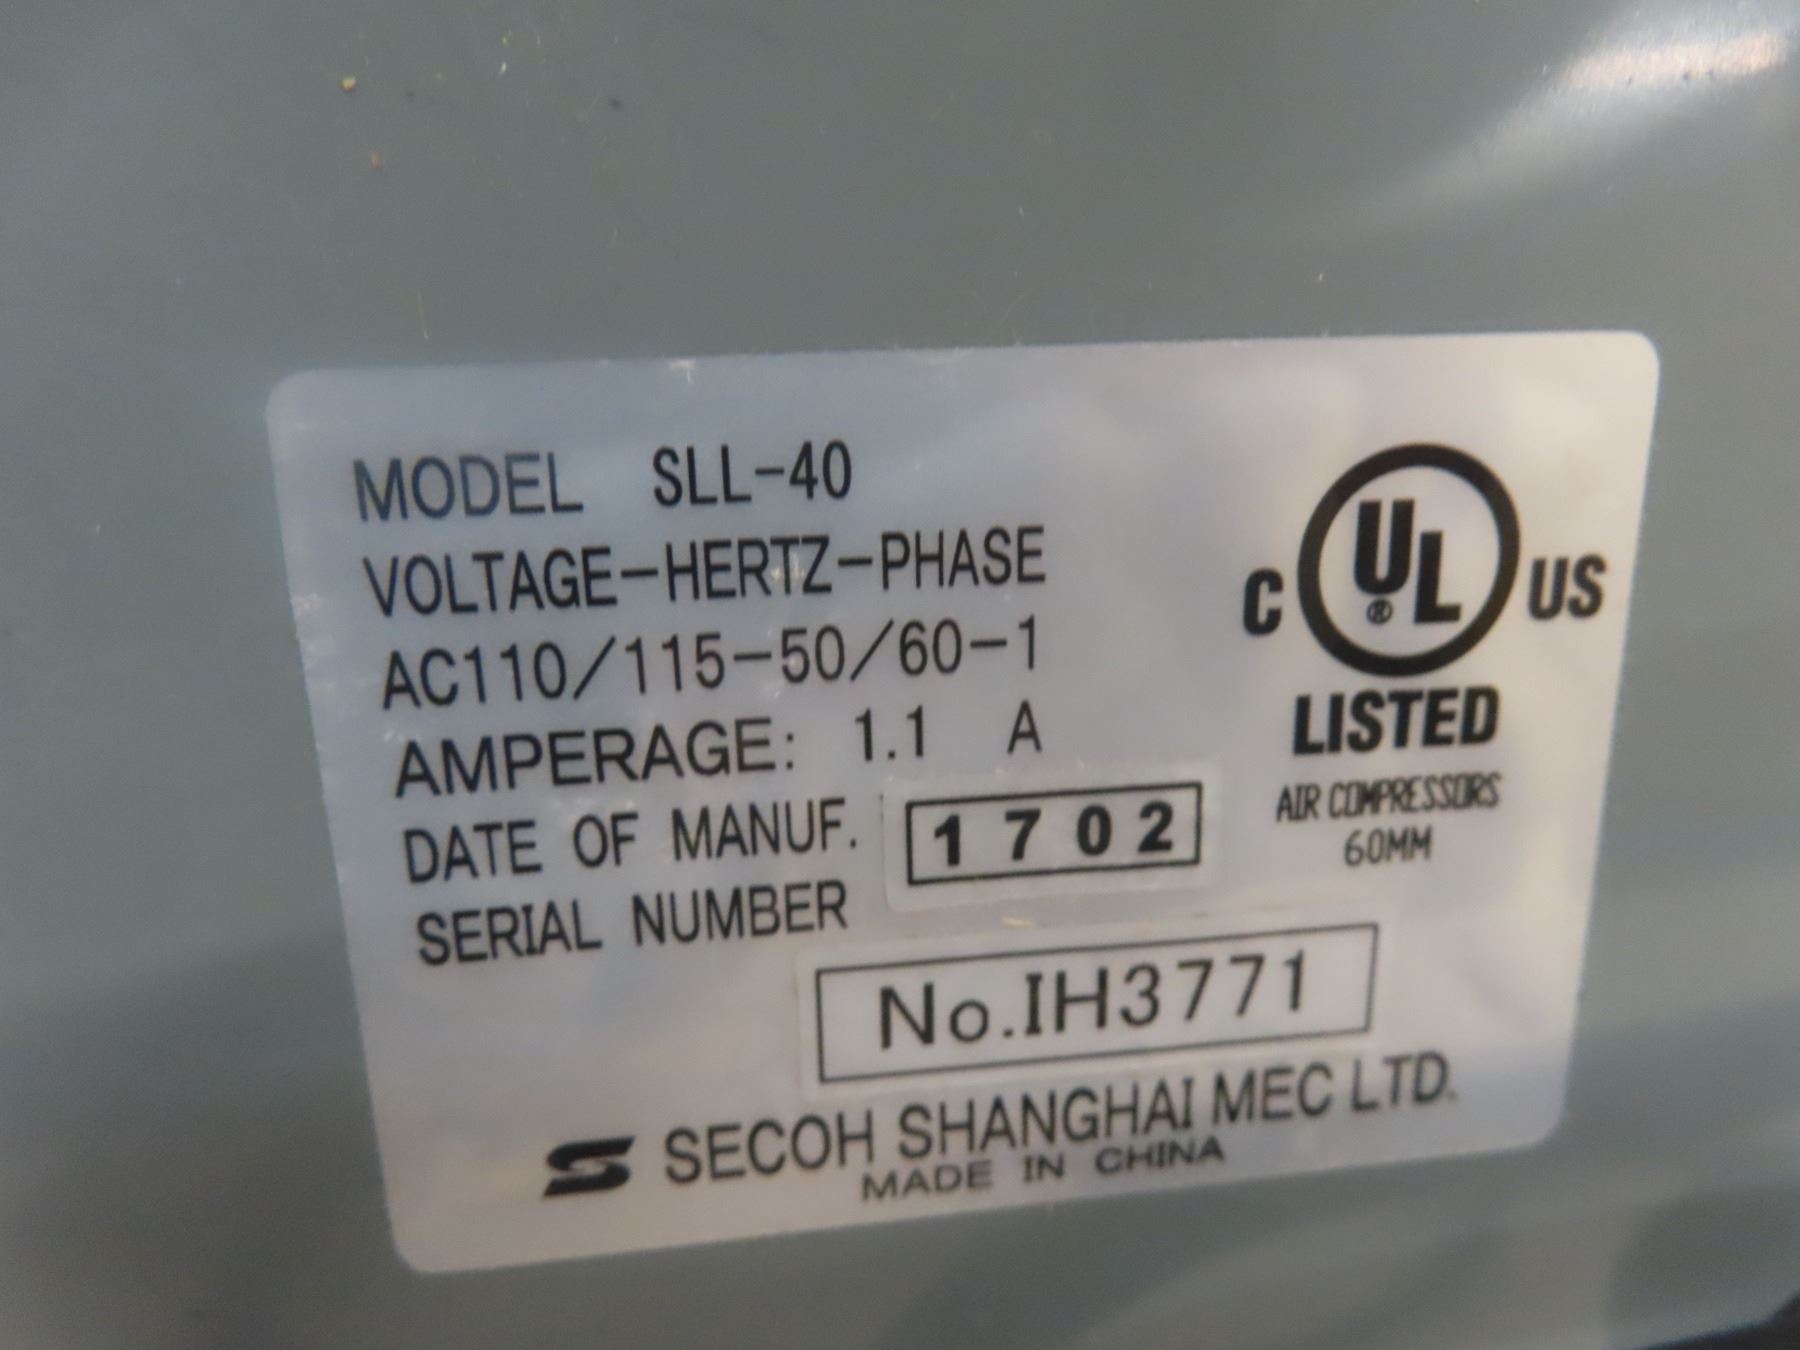 MODEL SLL-40
VOLTAGE-HERTZ-PHASE
AC110/115-50/60-1
AMPERAGE: 1.1 A
DATE OF MANUF. 1702
SERIAL NUMBER
No.IH3771
SECOH SHANGHAI MEC LTD.
MADE IN CHINA
C UL® US
LISTED
AIR COMPRESSORS
60MM